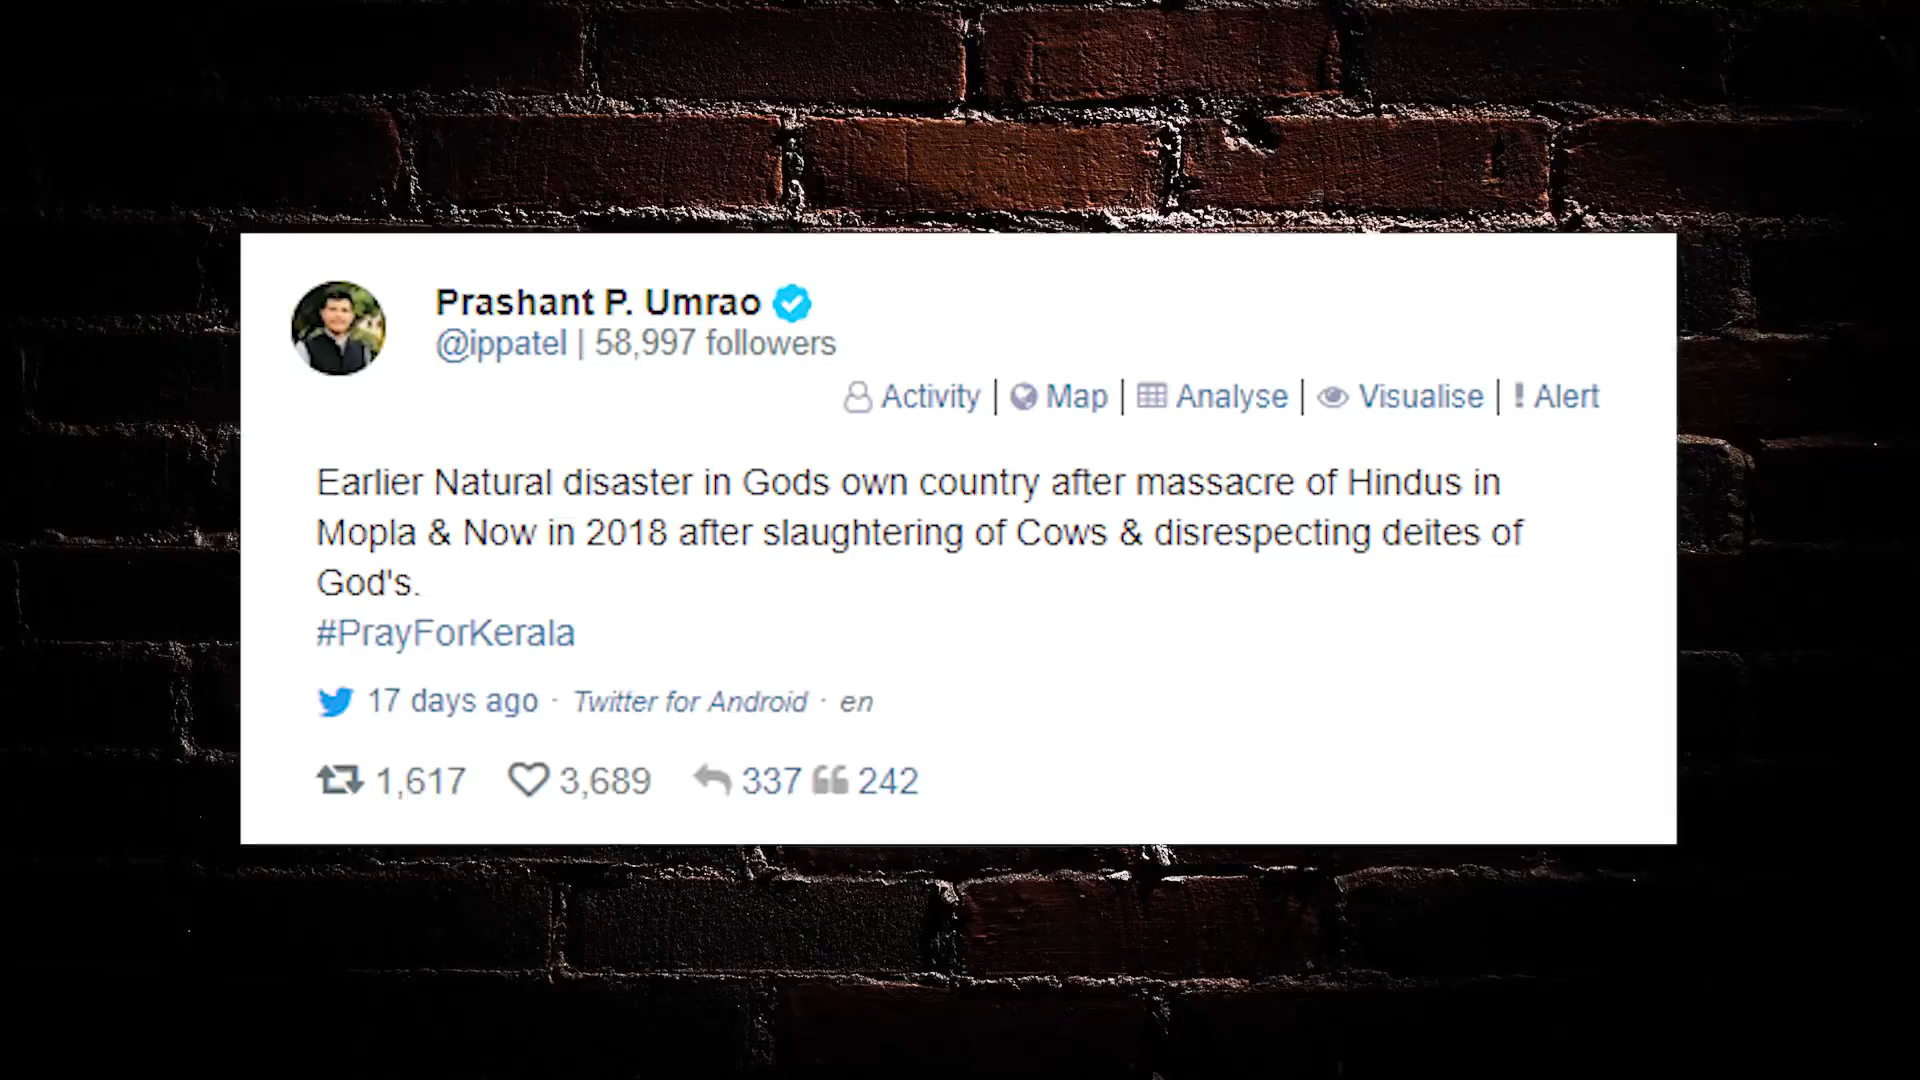 Prashant P. Umrao
@ippatel | 58,997 followers
Activity | Map | Analyse | Visualise | Alert
Earlier Natural disaster in Gods own country after massacre of Hindus in
Mopla & Now in 2018 after slaughtering of Cows & disrespecting deites of
God's.
#PrayForKerala
17 days ago · Twitter for Android · en
1,617 3,689 337 242